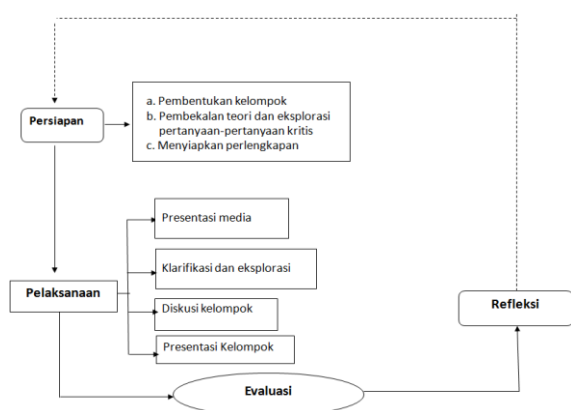 Persiapan
a. Pembentukan kelompok
b. Pembekalan teori dan eksplorasi
pertanyaan-pertanyaan kritis
c. Menyiapkan perlengkapan
Presentasi media
Klarifikasi dan eksplorasi
Pelaksanaan
Diskusi kelompok
Presentasi Kelompok
Refleksi
Evaluasi